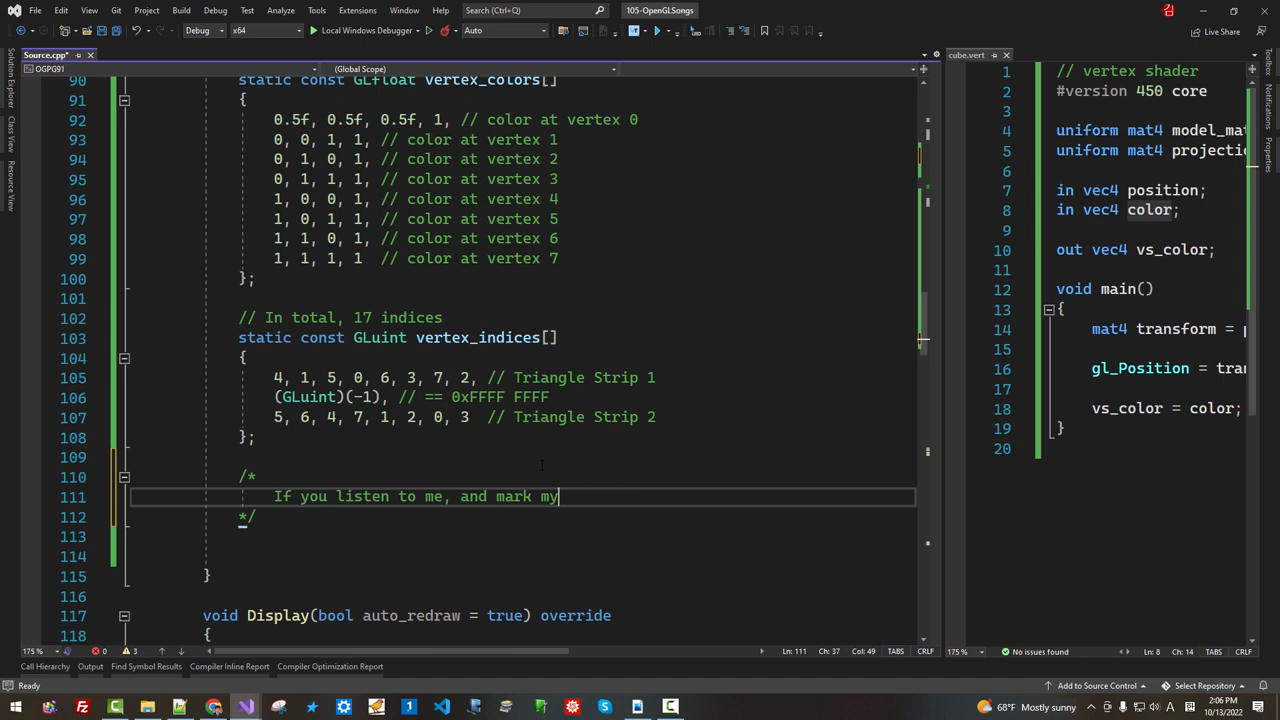 File Edit View Git Project Build Debug Test Analyze Tools Extensions Window Help Search (Ctrl+Q) 105-OpenGLSongs
Debug x64 Local Windows Debugger Auto Live Share
Source.cpp* cube.vert
OGPG91 (Global Scope)
Solution Explorer
Class View
Resource View
Toolbox
Notifications
Properties
90 static const GLfloat vertex_colors[]
91 {
92 0.5f, 0.5f, 0.5f, 1, // color at vertex 0
93 0, 0, 1, 1, // color at vertex 1
94 0, 1, 0, 1, // color at vertex 2
95 0, 1, 1, 1, // color at vertex 3
96 1, 0, 0, 1, // color at vertex 4
97 1, 0, 1, 1, // color at vertex 5
98 1, 1, 0, 1, // color at vertex 6
99 1, 1, 1, 1 // color at vertex 7
100 };
101
102 // In total, 17 indices
103 static const GLuint vertex_indices[]
104 {
105 4, 1, 5, 0, 6, 3, 7, 2, // Triangle Strip 1
106 (GLuint)(-1), // == 0xFFFF FFFF
107 5, 6, 4, 7, 1, 2, 0, 3 // Triangle Strip 2
108 };
109
110 /*
111 If you listen to me, and mark my
112 */
113
114
115 }
116
117 void Display(bool auto_redraw = true) override
118 {
1 // vertex shader
2 #version 450 core
3
4 uniform mat4 model_mat
5 uniform mat4 projectio
6
7 in vec4 position;
8 in vec4 color;
9
10 out vec4 vs_color;
11
12 void main()
13 {
14 mat4 transform = p
15
16 gl_Position = tran
17
18 vs_color = color;
19 }
20
175 % 0 3 Ln: 111 Ch: 37 Col: 49 TABS CRLF
175 % No issues found Ln: 8 Ch: 14 TABS CRLF
Call Hierarchy Output Find Symbol Results Compiler Inline Report Compiler Optimization Report
Ready Add to Source Control Select Repository
68°F Mostly sunny 2:06 PM
10/13/2022